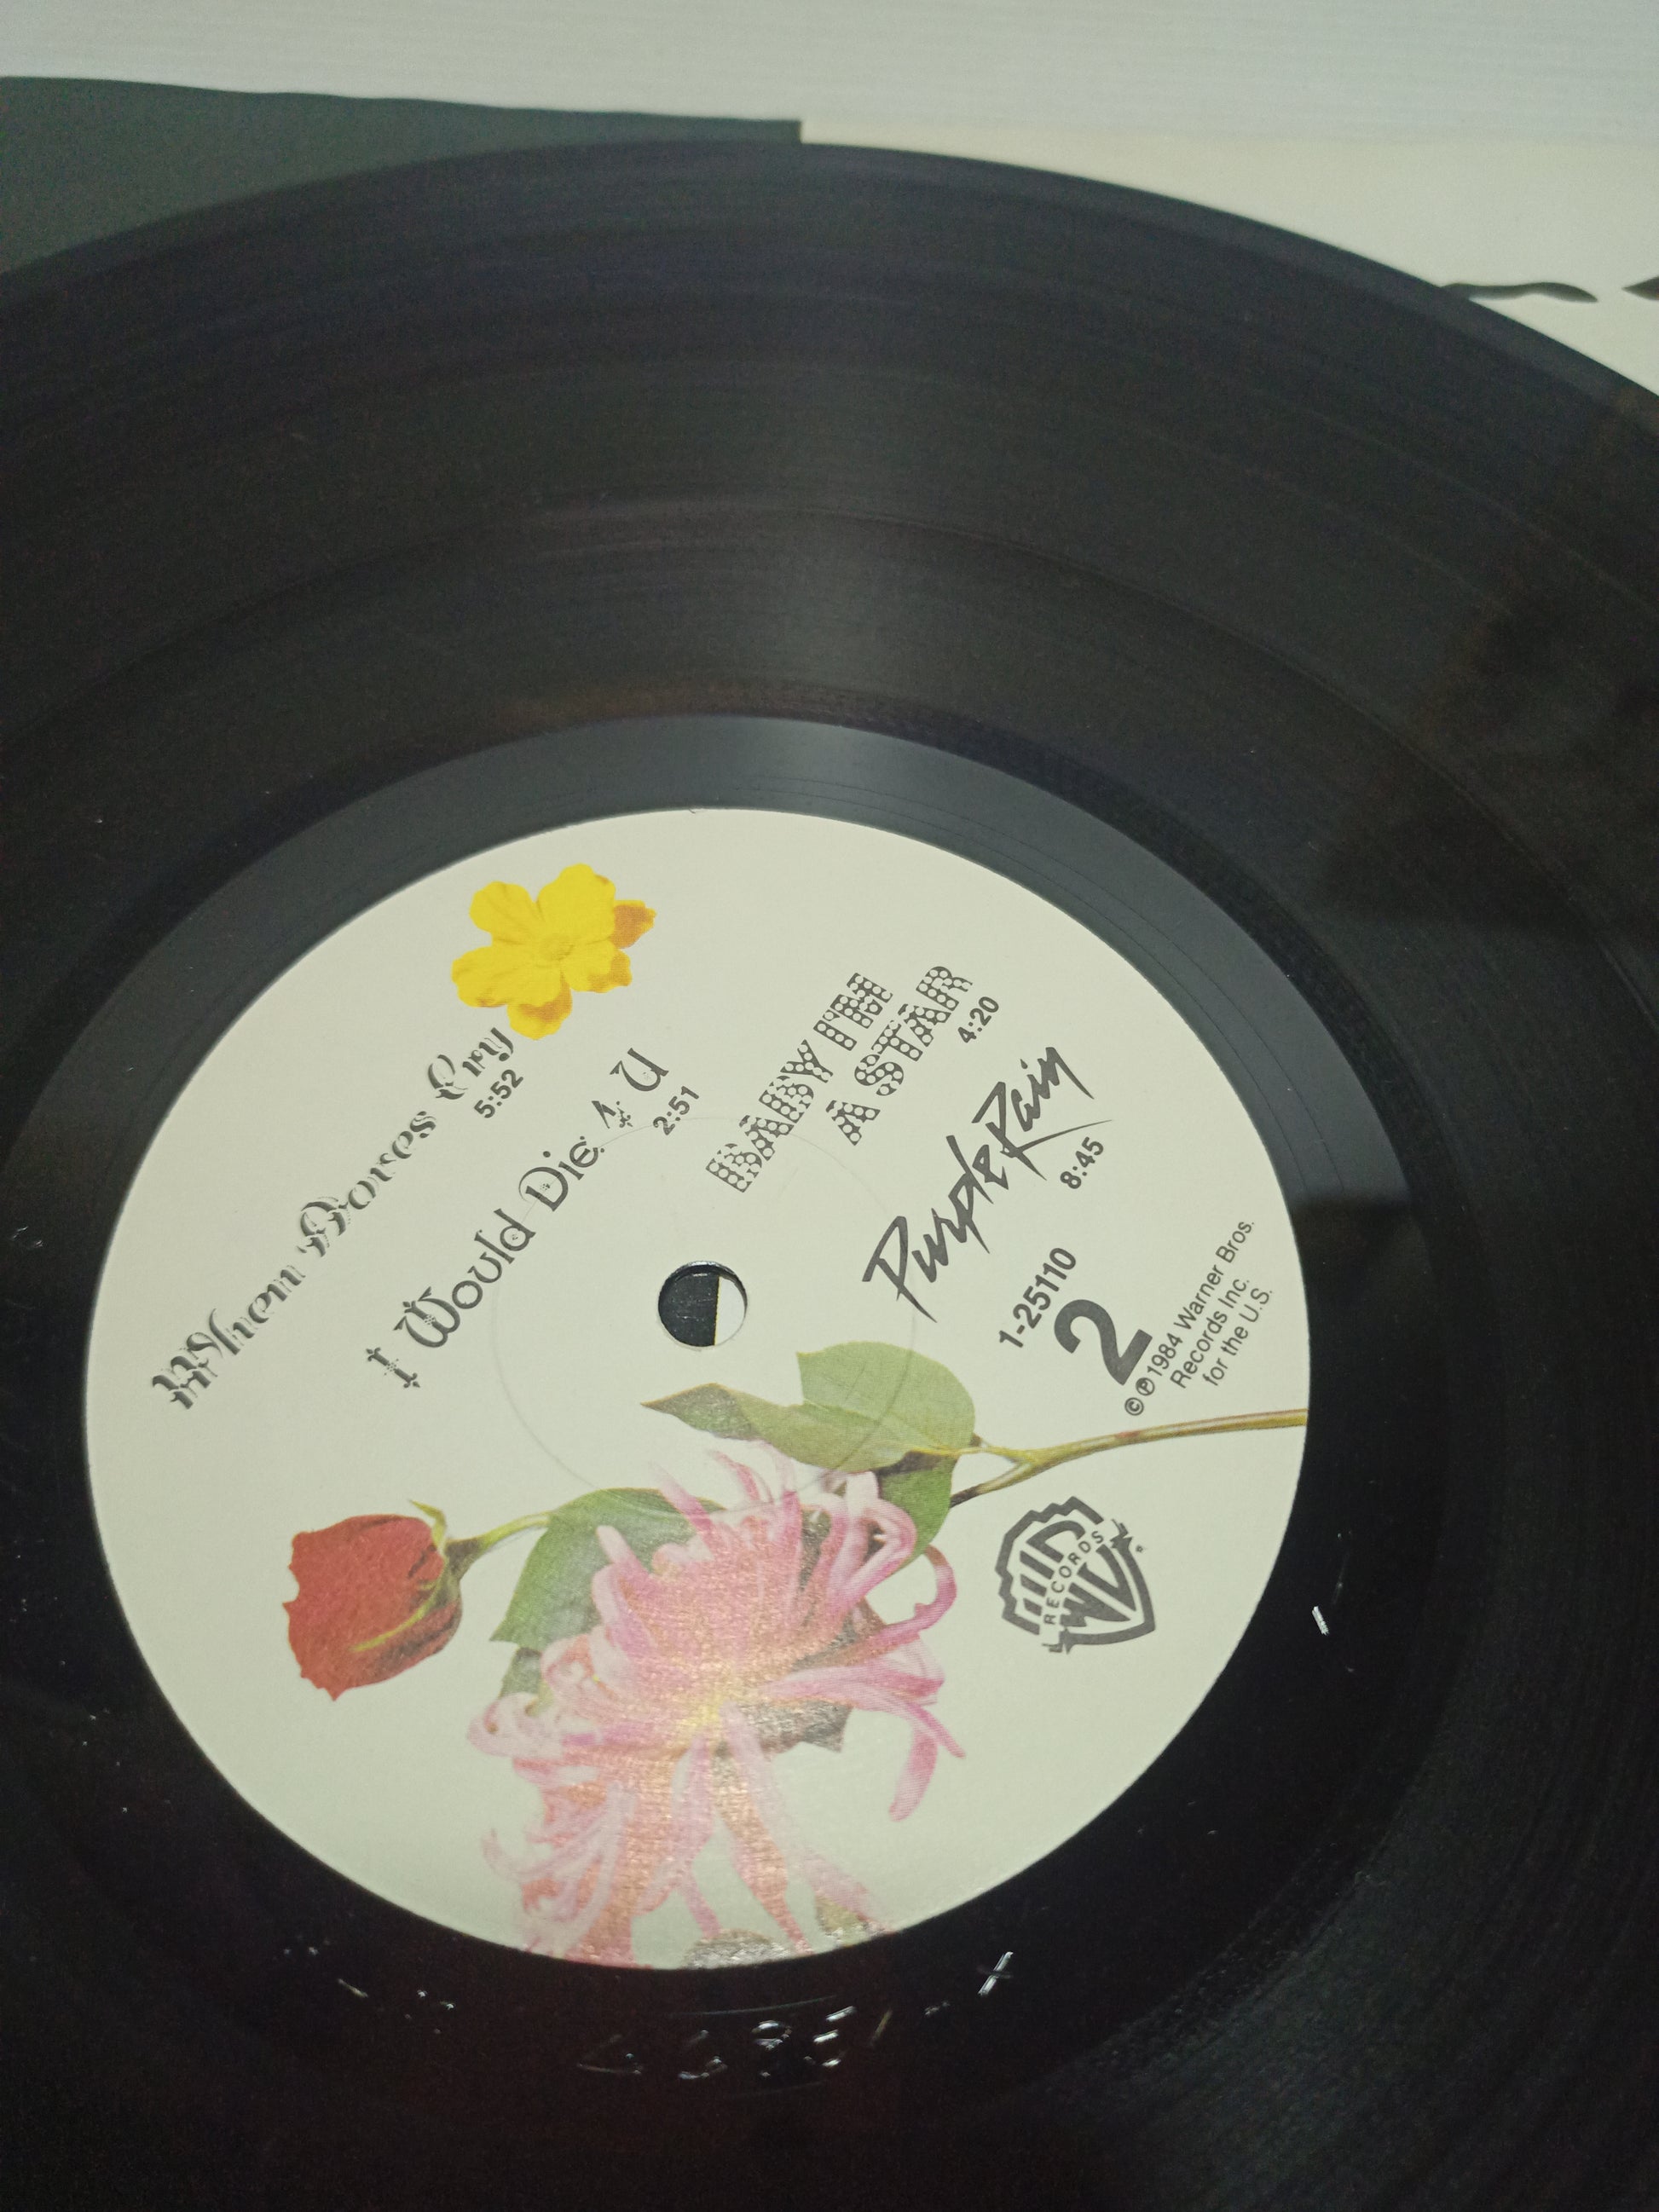 When Doves Cry
5:52
I Would Die 4 U
2:51
BABY I'M
A STAR
4:20
Purple Rain
8:45
1-25110
2
©℗1984 Warner Bros.
Records Inc.
for the U.S.
RECORDS